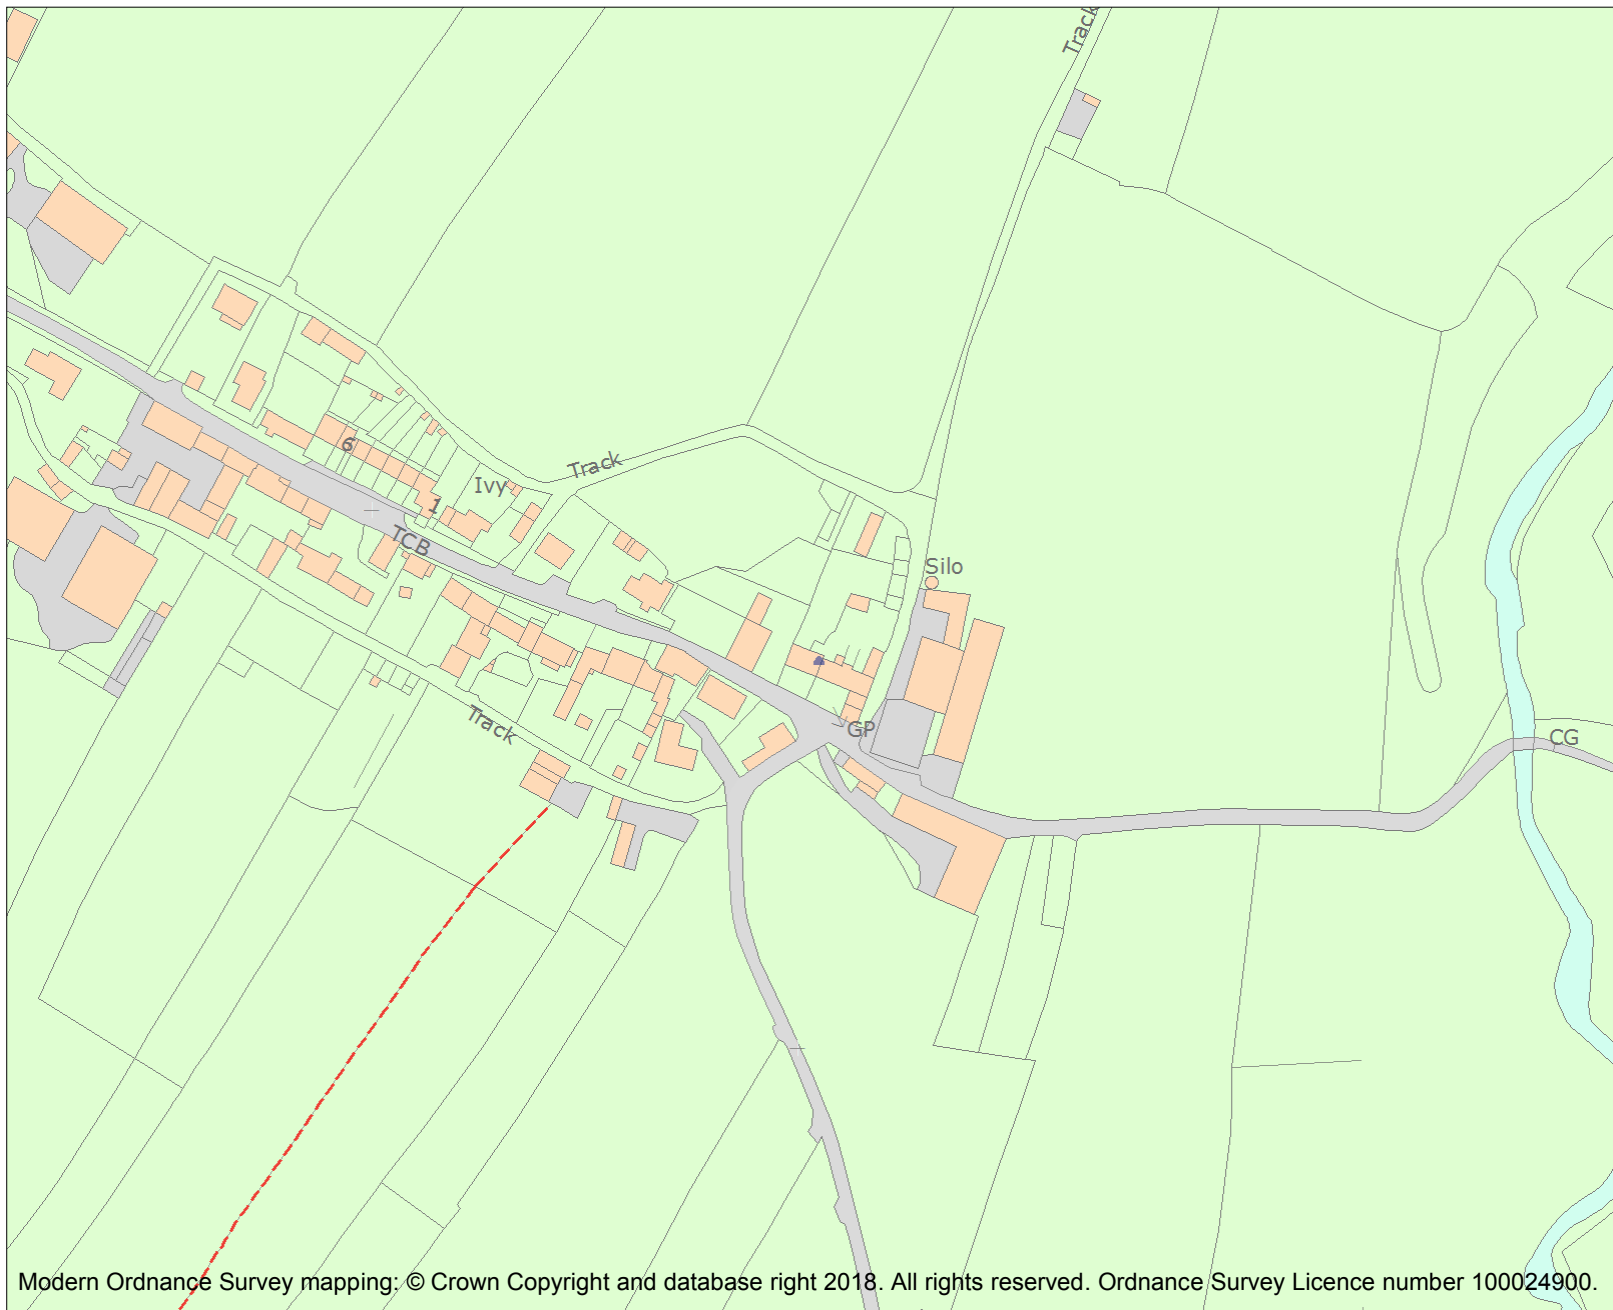 Track
6
Ivy
Track
1
TCB
Silo
Track
GP
CG
Modern Ordnance Survey mapping: © Crown Copyright and database right 2018. All rights reserved. Ordnance Survey Licence number 100024900.